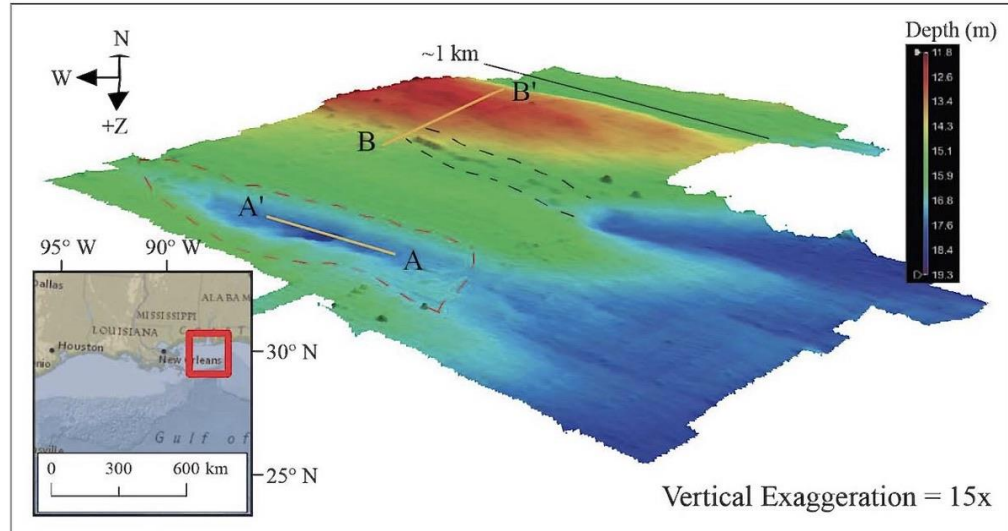 N
W
+Z
~1 km
Depth (m)
11.8
12.6
13.4
14.3
15.1
15.9
16.8
17.6
18.4
19.3
B'
B
A'
A
95° W
90° W
ALABAM
MISSISSIPPI
LOUISIANA
Houston
New Orleans
Gulf of
30° N
25° N
0
300
600 km
Vertical Exaggeration = 15x